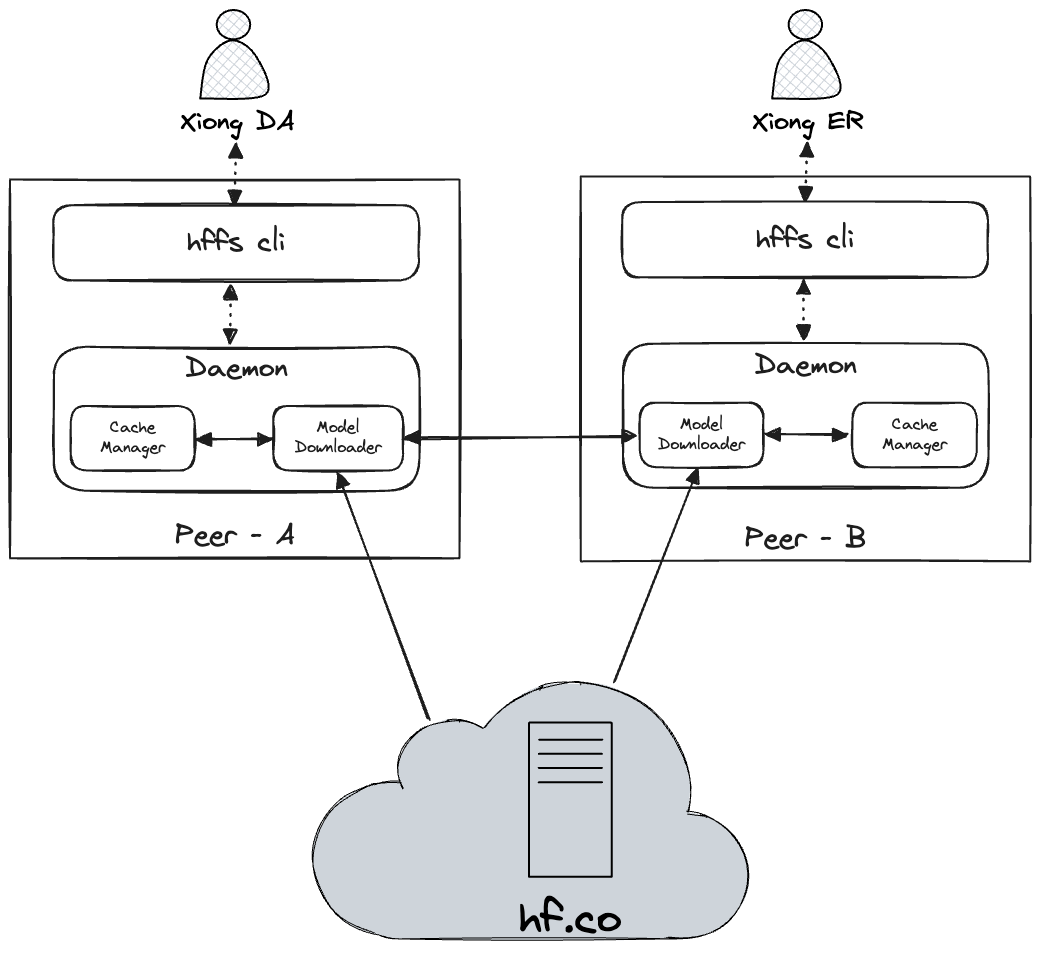 Xiong DA
Xiong ER
hffs cli
hffs cli
Daemon
Daemon
Cache
Manager
Model
Downloader
Model
Downloader
Cache
Manager
Peer - A
Peer - B
hf.co